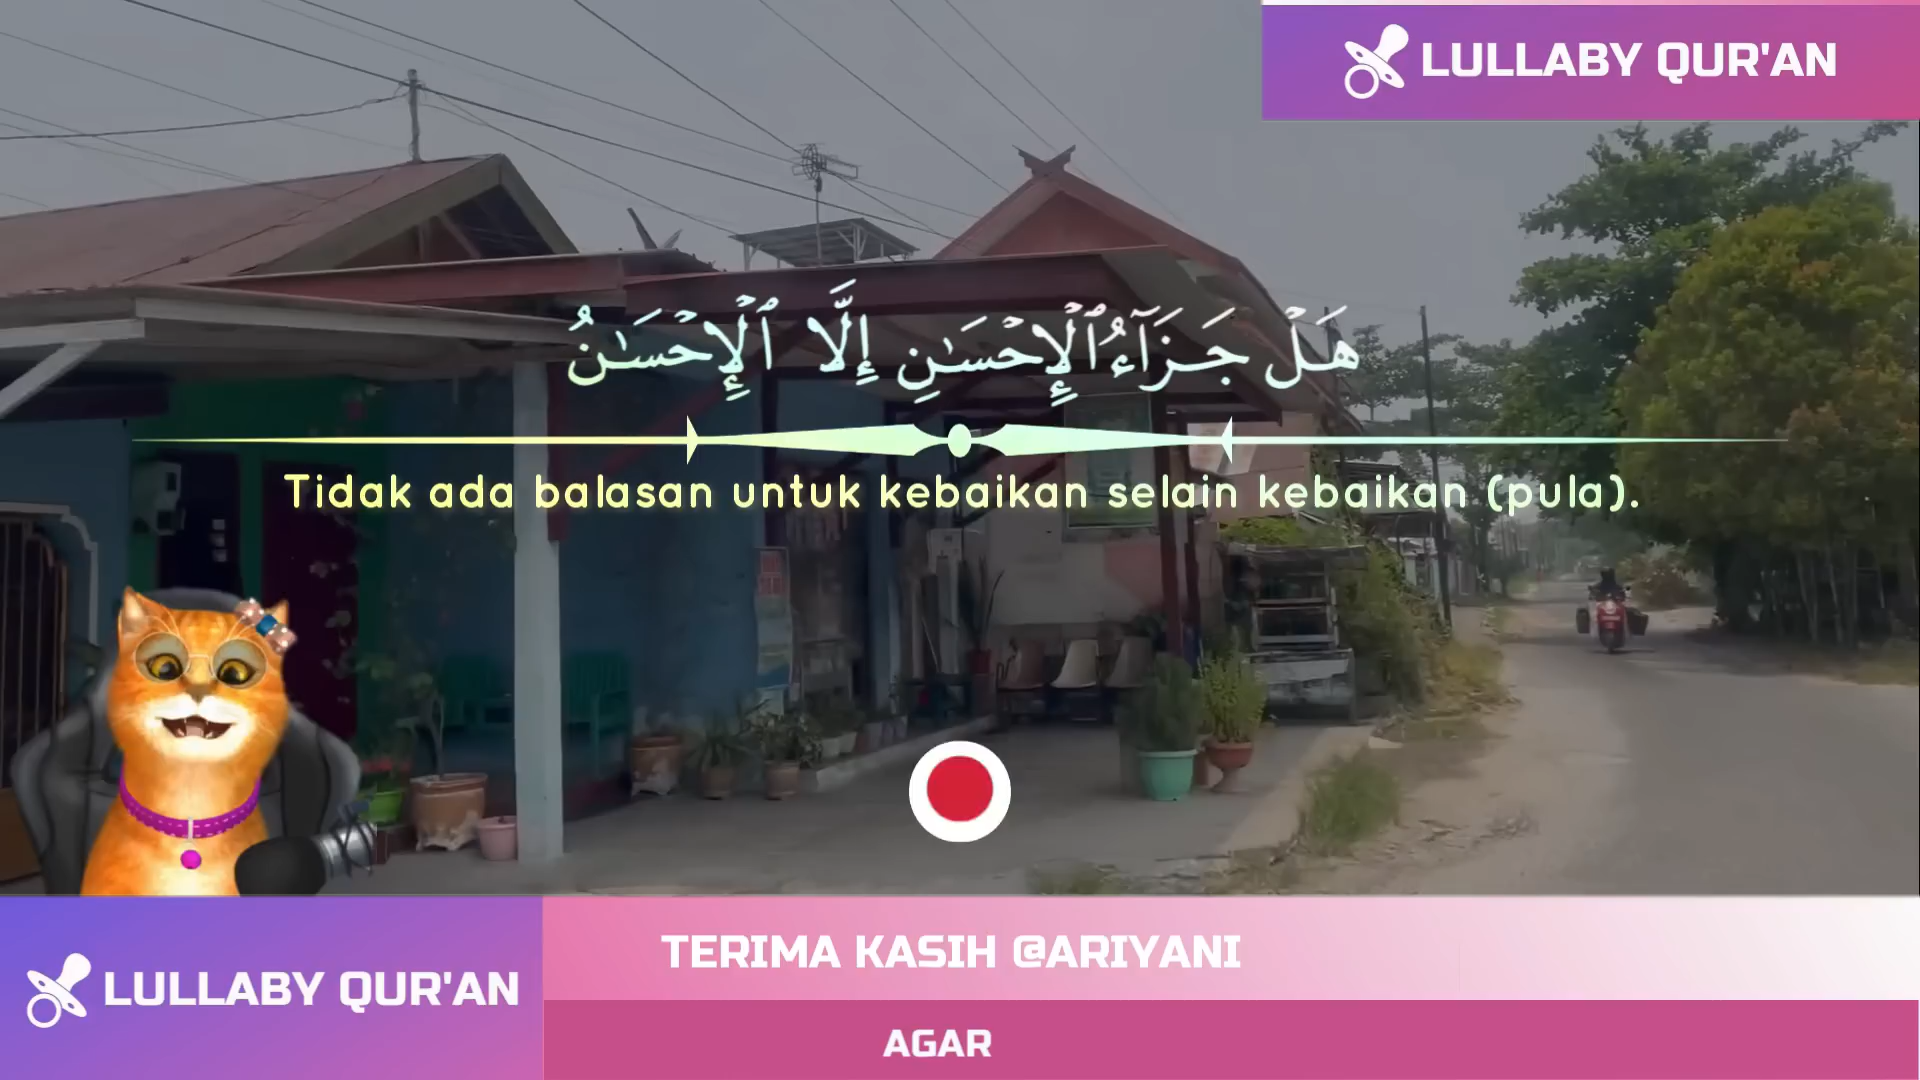 LULLABY QUR'AN
هَلْ جَزَآءُ ٱلْإِحْسَـٰنِ إِلَّا ٱلْإِحْسَـٰنُ
Tidak ada balasan untuk kebaikan selain kebaikan (pula).
LULLABY QUR'AN
TERIMA KASIH @ARIYANI
AGAR